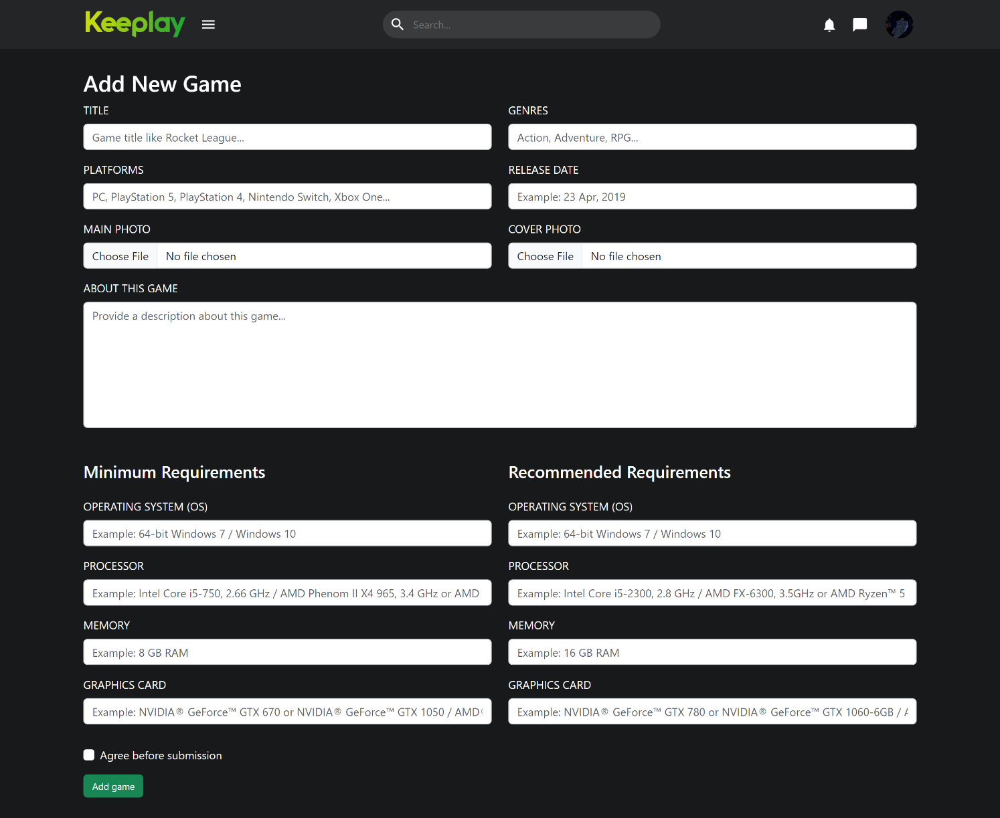 Keeplay
Search...
Add New Game
TITLE
Game title like Rocket League...
GENRES
Action, Adventure, RPG...
PLATFORMS
PC, PlayStation 5, PlayStation 4, Nintendo Switch, Xbox One...
RELEASE DATE
Example: 23 Apr, 2019
MAIN PHOTO
Choose File No file chosen
COVER PHOTO
Choose File No file chosen
ABOUT THIS GAME
Provide a description about this game...
Minimum Requirements
OPERATING SYSTEM (OS)
Example: 64-bit Windows 7 / Windows 10
PROCESSOR
Example: Intel Core i5-750, 2.66 GHz / AMD Phenom II X4 965, 3.4 GHz or AMD
MEMORY
Example: 8 GB RAM
GRAPHICS CARD
Example: NVIDIA® GeForce™ GTX 670 or NVIDIA® GeForce™ GTX 1050 / AMD
Recommended Requirements
OPERATING SYSTEM (OS)
Example: 64-bit Windows 7 / Windows 10
PROCESSOR
Example: Intel Core i5-2300, 2.8 GHz / AMD FX-6300, 3.5GHz or AMD Ryzen™ 5
MEMORY
Example: 16 GB RAM
GRAPHICS CARD
Example: NVIDIA® GeForce™ GTX 780 or NVIDIA® GeForce™ GTX 1060-6GB /
Agree before submission
Add game